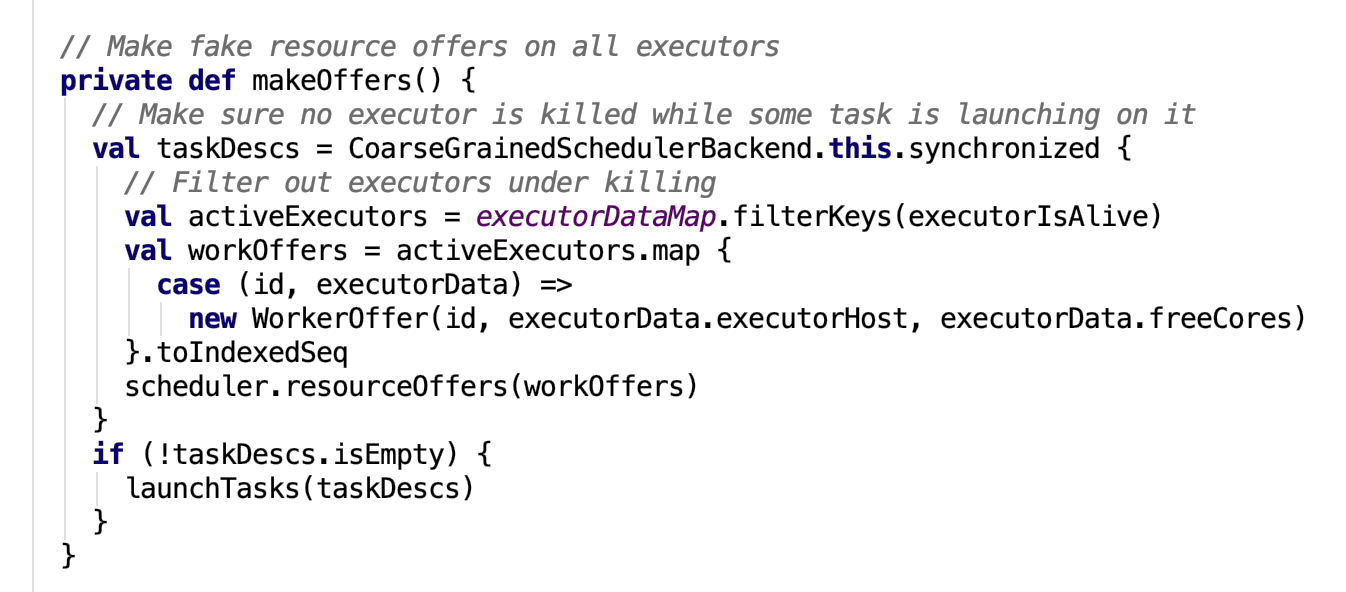 // Make fake resource offers on all executors
private def makeOffers() {
  // Make sure no executor is killed while some task is launching on it
  val taskDescs = CoarseGrainedSchedulerBackend.this.synchronized {
    // Filter out executors under killing
    val activeExecutors = executorDataMap.filterKeys(executorIsAlive)
    val workOffers = activeExecutors.map {
      case (id, executorData) =>
        new WorkerOffer(id, executorData.executorHost, executorData.freeCores)
    }.toIndexedSeq
    scheduler.resourceOffers(workOffers)
  }
  if (!taskDescs.isEmpty) {
    launchTasks(taskDescs)
  }
}